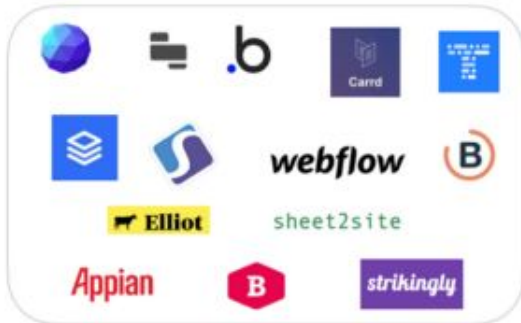 .b
Carrd
T
S
webflow
B
Elliot
sheet2site
Appian
B
strikingly